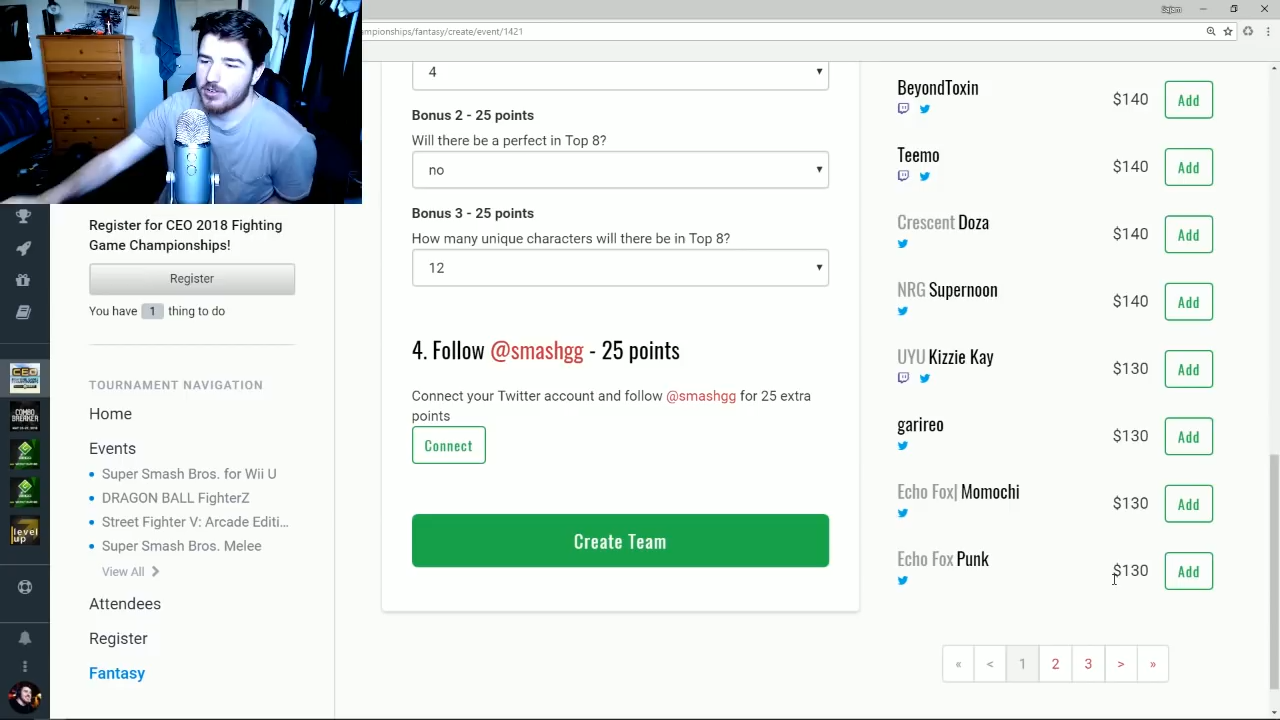 mpionships/fantasy/create/event/1421
Register for CEO 2018 Fighting
Game Championships!
Register
You have 1 thing to do
TOURNAMENT NAVIGATION
Home
Events
Super Smash Bros. for Wii U
DRAGON BALL FighterZ
Street Fighter V: Arcade Editi...
Super Smash Bros. Melee
View All
Attendees
Register
Fantasy
CEO
COMBO
BREAKER
level
up
4
Bonus 2 - 25 points
Will there be a perfect in Top 8?
no
Bonus 3 - 25 points
How many unique characters will there be in Top 8?
12
4. Follow @smashgg - 25 points
Connect your Twitter account and follow @smashgg for 25 extra
points
Connect
Create Team
BeyondToxin $140 Add
Teemo $140 Add
Crescent Doza $140 Add
NRG Supernoon $140 Add
UYU Kizzie Kay $130 Add
garireo $130 Add
Echo Fox| Momochi $130 Add
Echo Fox Punk $130 Add
« < 1 2 3 > »